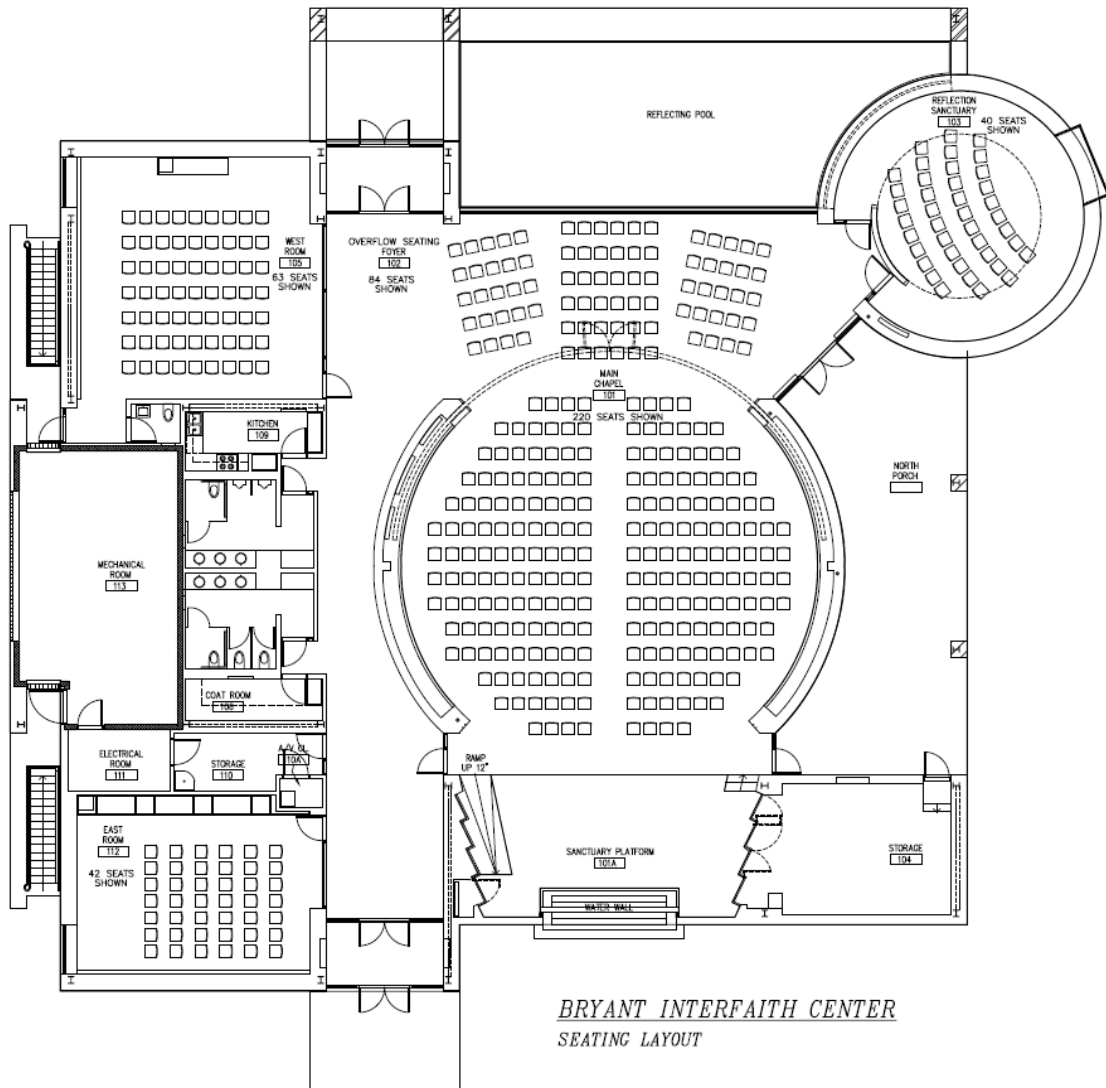 REFLECTING POOL
REFLECTION
SANCTUARY
103
40 SEATS
SHOWN
WEST
ROOM
105
63 SEATS
SHOWN
OVERFLOW SEATING
FOYER
102
84 SEATS
SHOWN
MAIN
CHAPEL
101
220 SEATS SHOWN
KITCHEN
109
NORTH
PORCH
MECHANICAL
ROOM
113
COAT ROOM
108
ELECTRICAL
ROOM
111
STORAGE
110
A/V CL
110A
RAMP
UP 12"
EAST
ROOM
112
42 SEATS
SHOWN
SANCTUARY PLATFORM
101A
STORAGE
104
WATER WALL
BRYANT INTERFAITH CENTER
SEATING LAYOUT